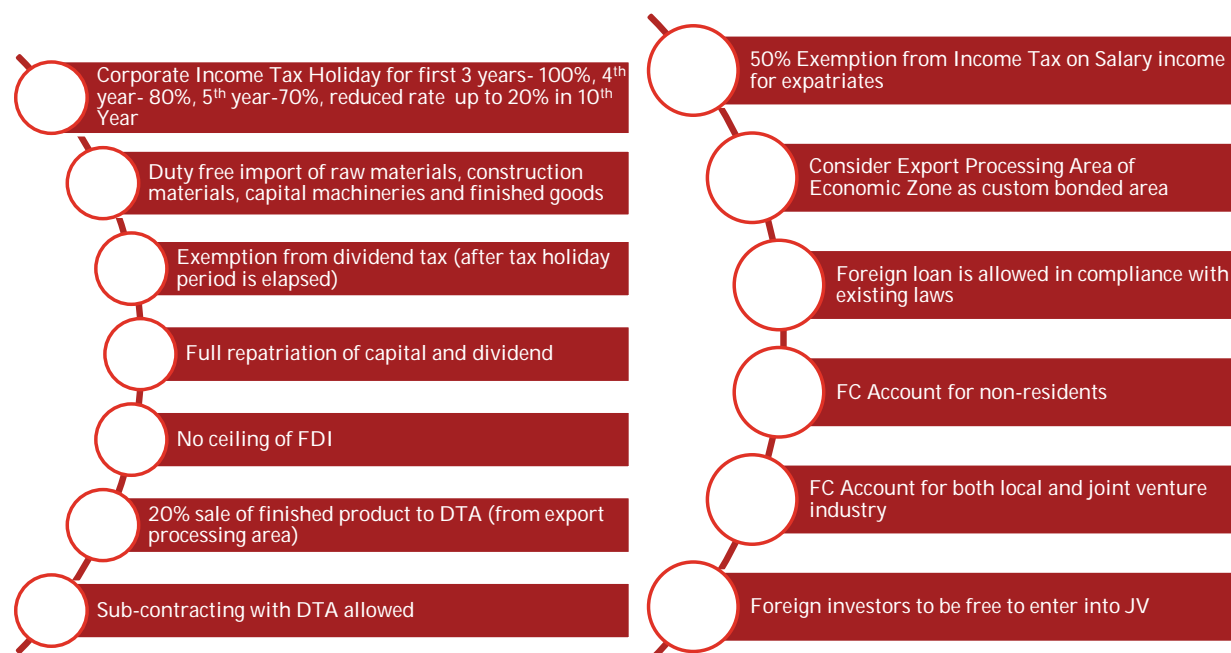 Corporate Income Tax Holiday for first 3 years- 100%, 4th
year- 80%, 5th year-70%, reduced rate up to 20% in 10th
Year
Duty free import of raw materials, construction
materials, capital machineries and finished goods
Exemption from dividend tax (after tax holiday
period is elapsed)
Full repatriation of capital and dividend
No ceiling of FDI
20% sale of finished product to DTA (from export
processing area)
Sub-contracting with DTA allowed
50% Exemption from Income Tax on Salary income
for expatriates
Consider Export Processing Area of
Economic Zone as custom bonded area
Foreign loan is allowed in compliance with
existing laws
FC Account for non-residents
FC Account for both local and joint venture
industry
Foreign investors to be free to enter into JV